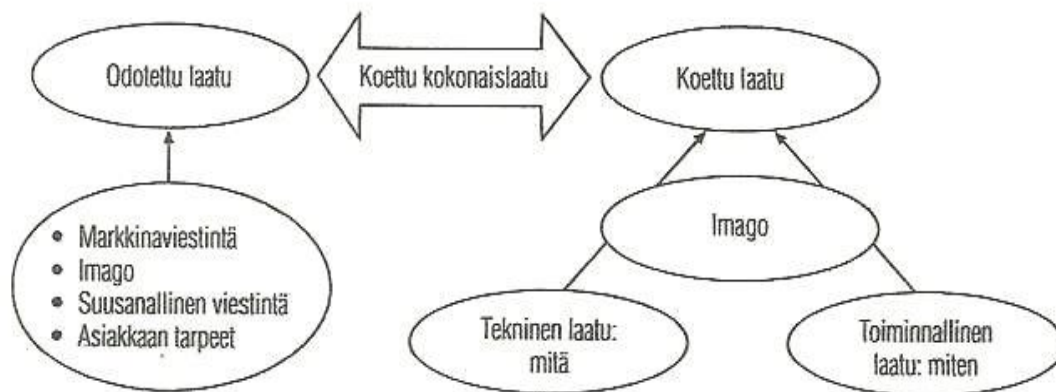 Odotettu laatu
Koettu kokonaislaatu
Koettu laatu
• Markkinaviestintä
• Imago
• Suusanallinen viestintä
• Asiakkaan tarpeet
Imago
Tekninen laatu:
mitä
Toiminnallinen
laatu: miten